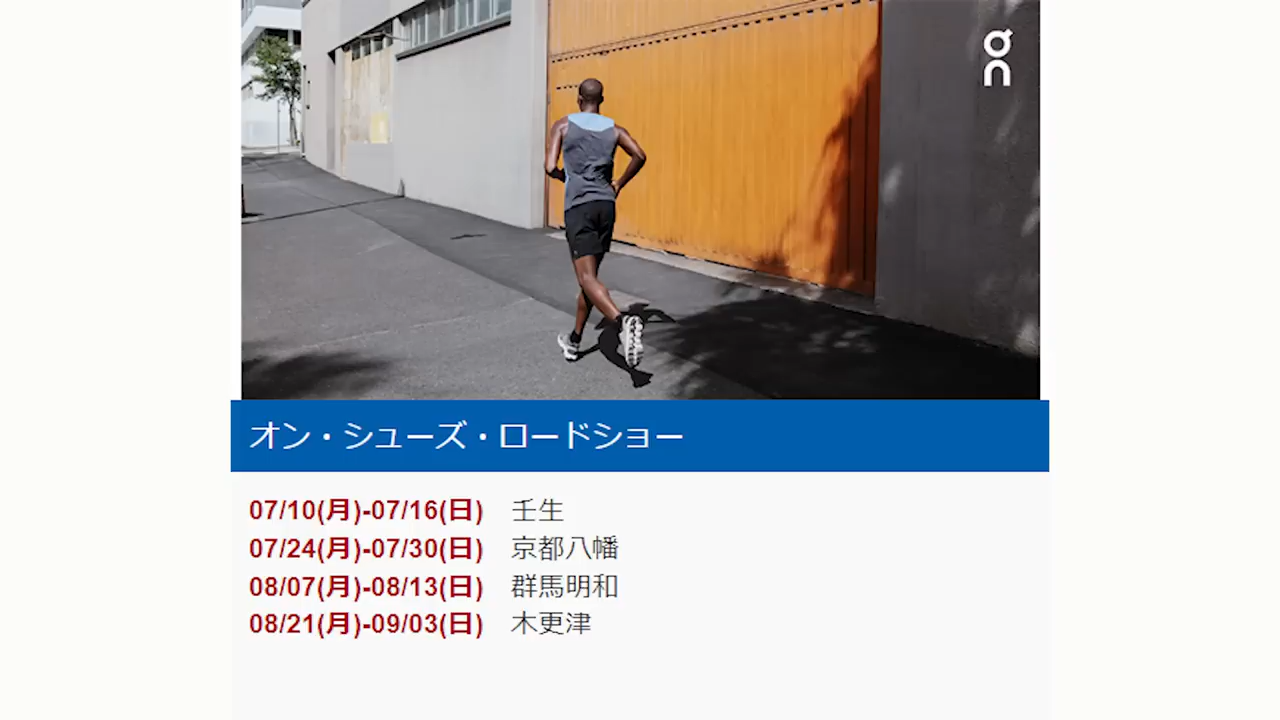 on
オン・シューズ・ロードショー
07/10(月)-07/16(日) 壬生
07/24(月)-07/30(日) 京都八幡
08/07(月)-08/13(日) 群馬明和
08/21(月)-09/03(日) 木更津